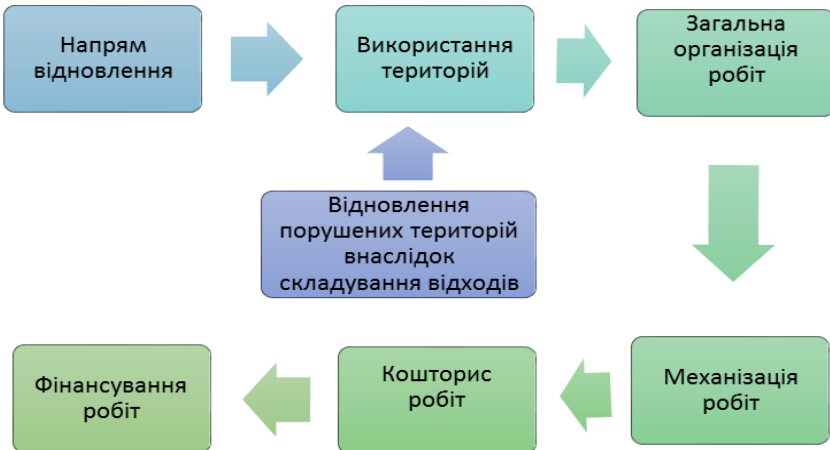 Напрям
відновлення
Використання
територій
Загальна
організація
робіт
Відновлення
порушених територій
внаслідок
складування відходів
Механізація
робіт
Кошторис
робіт
Фінансування
робіт